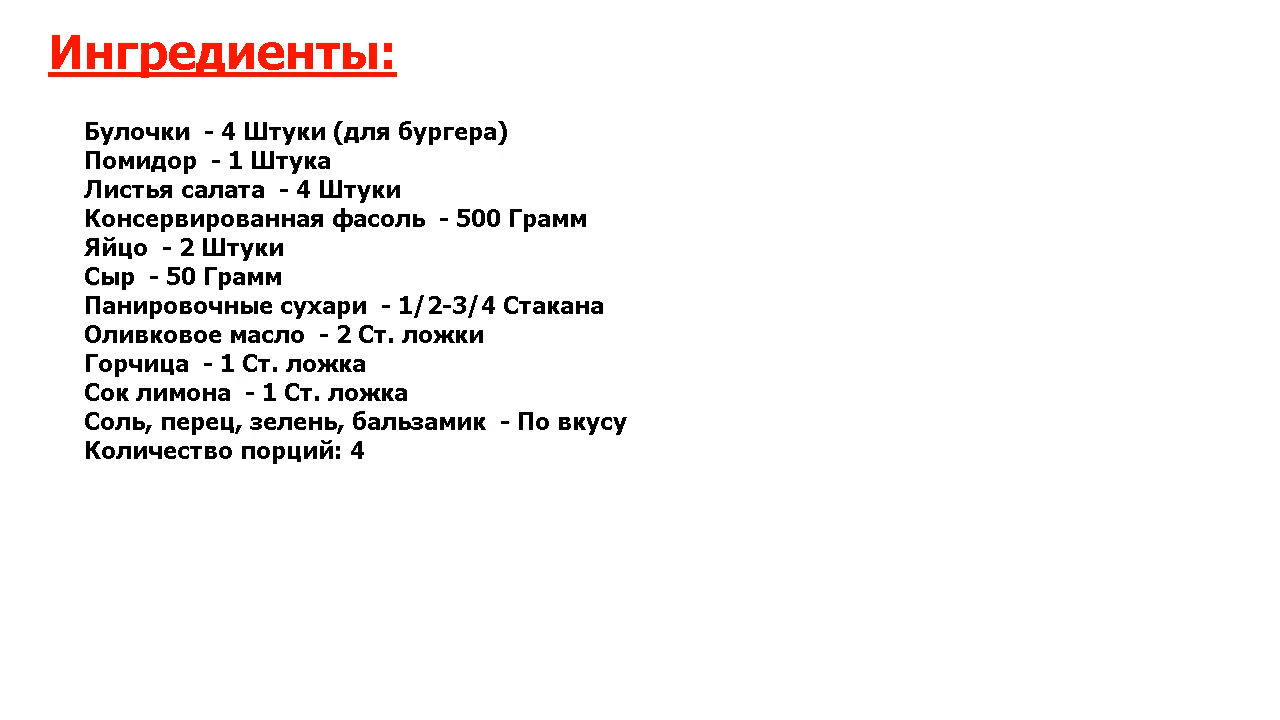 Ингредиенты:
Булочки  - 4 Штуки (для бургера)
Помидор  - 1 Штука
Листья салата  - 4 Штуки
Консервированная фасоль  - 500 Грамм
Яйцо  - 2 Штуки
Сыр  - 50 Грамм
Панировочные сухари  - 1/2-3/4 Стакана
Оливковое масло  - 2 Ст. ложки
Горчица  - 1 Ст. ложка
Сок лимона  - 1 Ст. ложка
Соль, перец, зелень, бальзамик  - По вкусу
Количество порций: 4